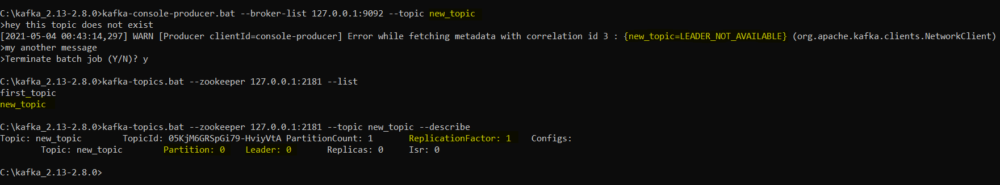 C:\kafka_2.13-2.8.0>kafka-console-producer.bat --broker-list 127.0.0.1:9092 --topic new_topic
>hey this topic does not exist
[2021-05-04 00:43:14,297] WARN [Producer clientId=console-producer] Error while fetching metadata with correlation id 3 : {new_topic=LEADER_NOT_AVAILABLE} (org.apache.kafka.clients.NetworkClient)
>my another message
>Terminate batch job (Y/N)? y
C:\kafka_2.13-2.8.0>kafka-topics.bat --zookeeper 127.0.0.1:2181 --list
first_topic
new_topic
C:\kafka_2.13-2.8.0>kafka-topics.bat --zookeeper 127.0.0.1:2181 --topic new_topic --describe
Topic: new_topic TopicId: 05KjM6GRSpGi79-HviyVtA PartitionCount: 1 ReplicationFactor: 1 Configs:
Topic: new_topic Partition: 0 Leader: 0 Replicas: 0 Isr: 0
C:\kafka_2.13-2.8.0>